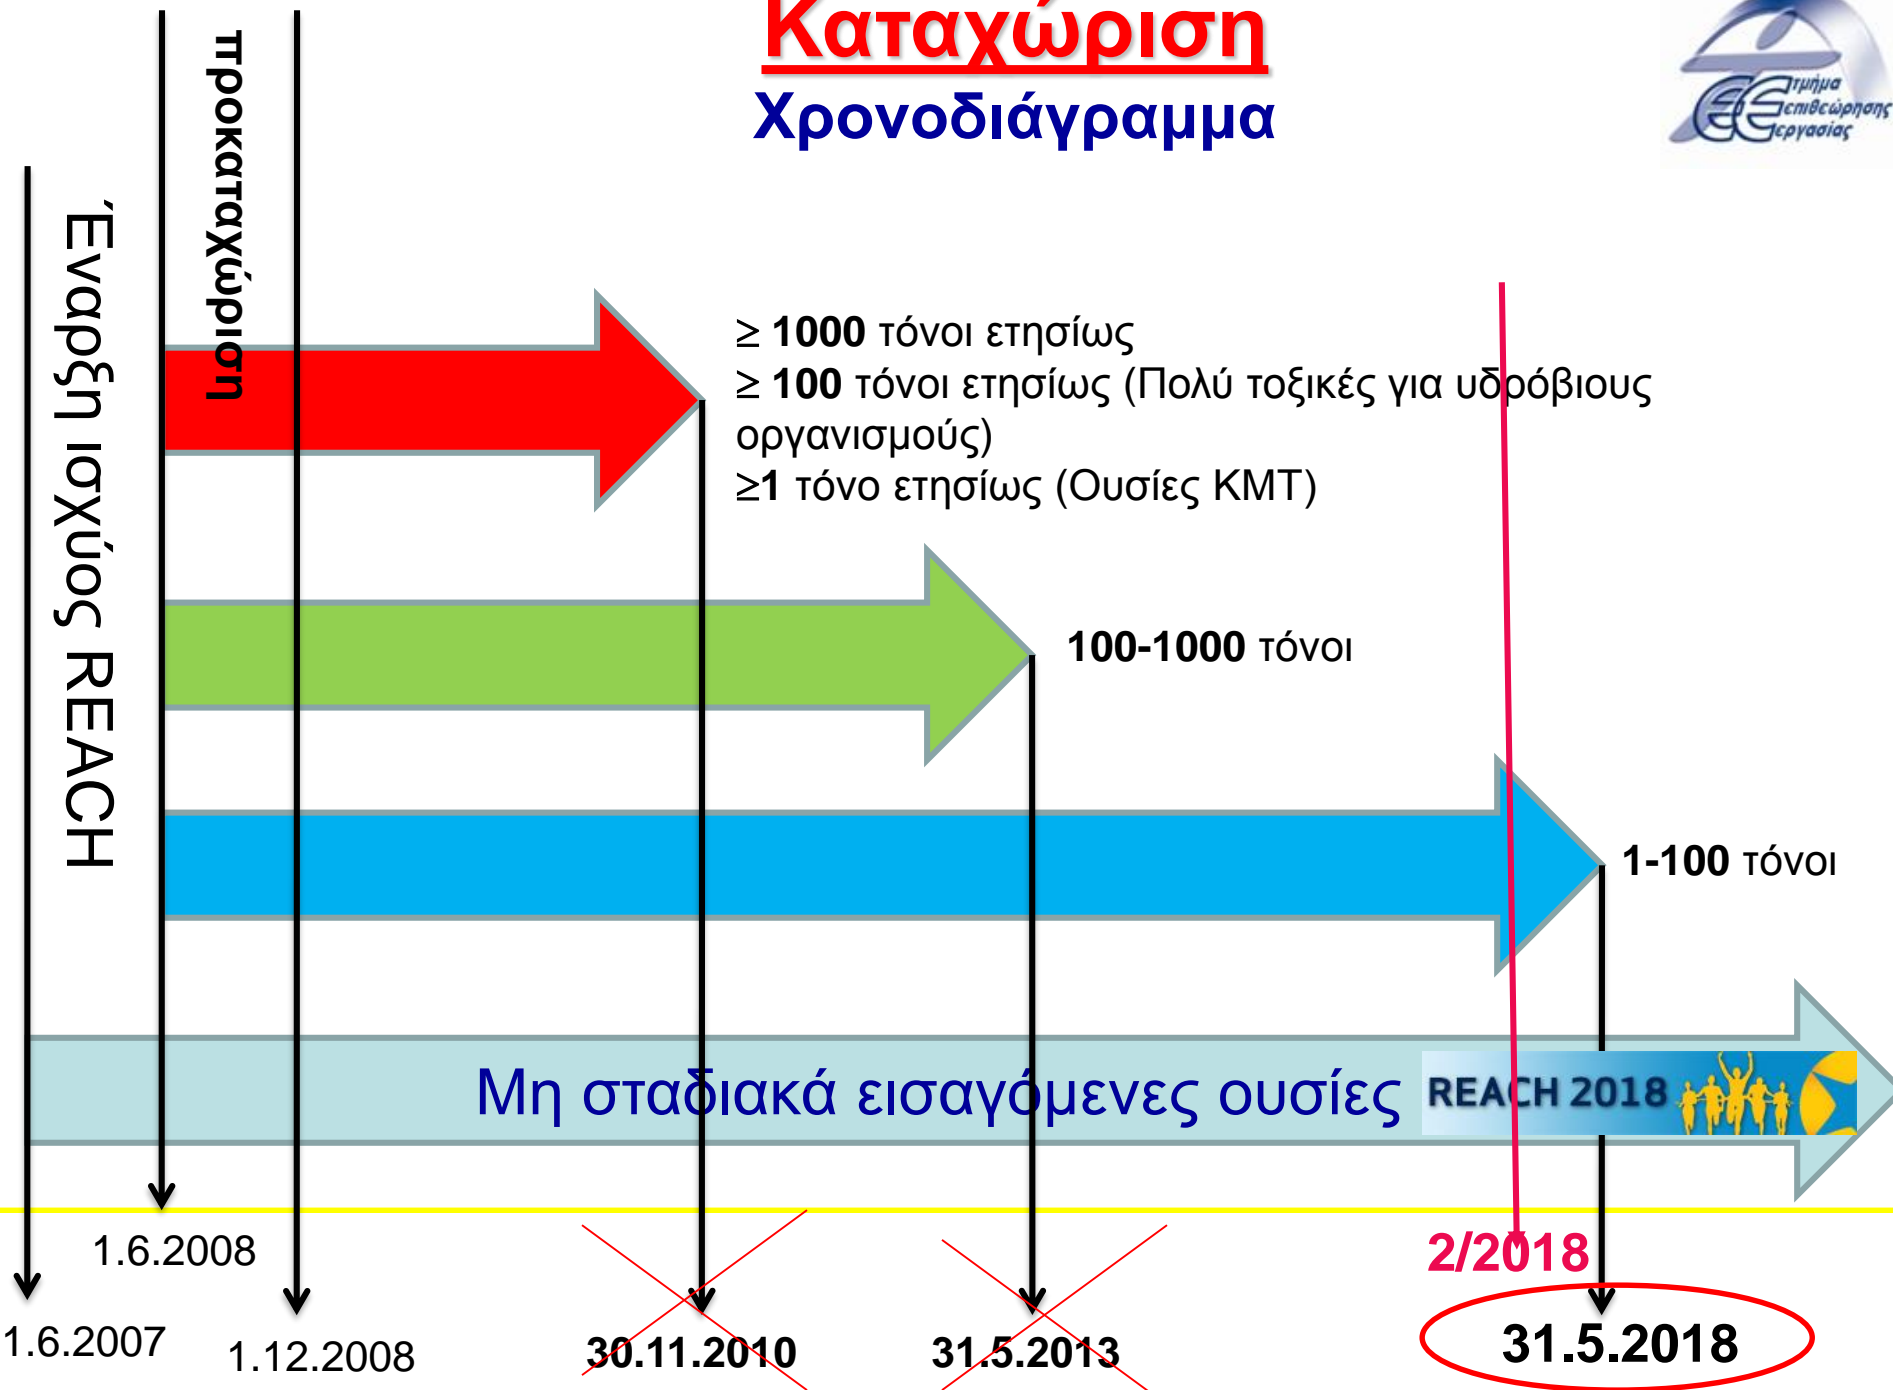 Καταχώριση
Χρονοδιάγραμμα
τμήμα
επιθεώρησης
εργασίας
προκαταχώριση
Έναρξη ισχύος REACH
≥ 1000 τόνοι ετησίως
≥ 100 τόνοι ετησίως (Πολύ τοξικές για υδρόβιους
οργανισμούς)
≥1 τόνο ετησίως (Ουσίες ΚΜΤ)
100-1000 τόνοι
1-100 τόνοι
Μη σταδιακά εισαγόμενες ουσίες
REACH 2018
1.6.2008
2/2018
1.6.2007
1.12.2008
30.11.2010
31.5.2013
31.5.2018